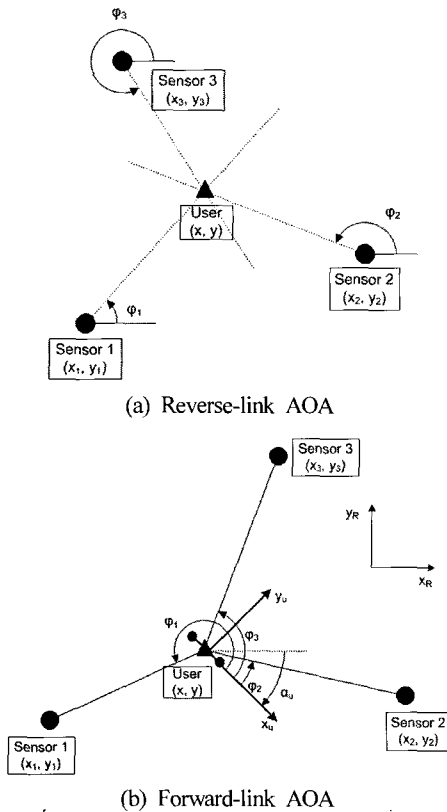 φ3
Sensor 3
(x3, y3)
User
(x, y)
φ2
Sensor 2
(x2, y2)
φ1
Sensor 1
(x1, y1)
(a) Reverse-link AOA
Sensor 3
(x3, y3)
yR
xR
yu
φ1
φ3
User
(x, y)
φ2
αu
xu
Sensor 1
(x1, y1)
Sensor 2
(x2, y2)
(b) Forward-link AOA